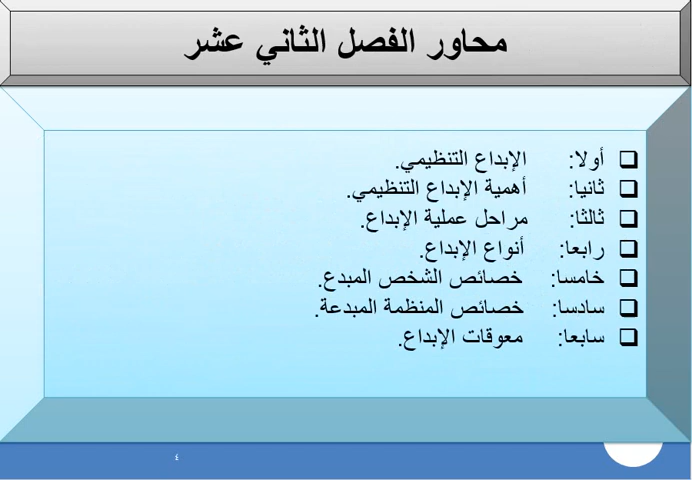 محاور الفصل الثاني عشر
❑ أولا: الإبداع التنظيمي.
❑ ثانيا: أهمية الإبداع التنظيمي.
❑ ثالثا: مراحل عملية الإبداع.
❑ رابعا: أنواع الإبداع.
❑ خامسا: خصائص الشخص المبدع.
❑ سادسا: خصائص المنظمة المبدعة.
❑ سابعا: معوقات الإبداع.
٤